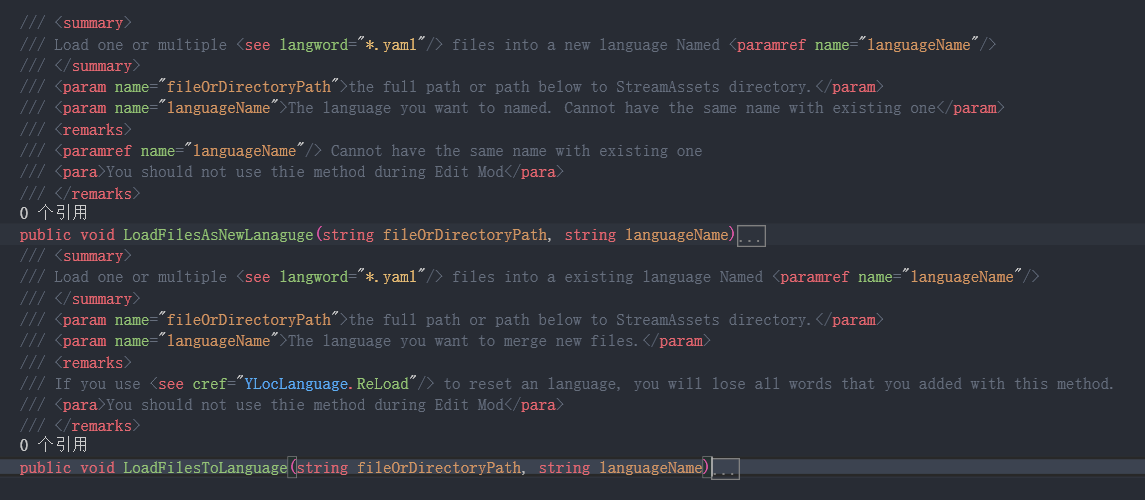 /// <summary>
/// Load one or multiple <see langword="*.yaml"/> files into a new language Named <paramref name="languageName"/>
/// </summary>
/// <param name="fileOrDirectoryPath">the full path or path below to StreamAssets directory.</param>
/// <param name="languageName">The language you want to named. Cannot have the same name with existing one</param>
/// <remarks>
/// <paramref name="languageName"/> Cannot have the same name with existing one
/// <para>You should not use thie method during Edit Mod</para>
/// </remarks>
0 个引用
public void LoadFilesAsNewLanaguge(string fileOrDirectoryPath, string languageName)...
/// <summary>
/// Load one or multiple <see langword="*.yaml"/> files into a existing language Named <paramref name="languageName"/>
/// </summary>
/// <param name="fileOrDirectoryPath">the full path or path below to StreamAssets directory.</param>
/// <param name="languageName">The language you want to merge new files.</param>
/// <remarks>
/// If you use <see cref="YLocLanguage.ReLoad"/> to reset an language, you will lose all words that you added with this method.
/// <para>You should not use thie method during Edit Mod</para>
/// </remarks>
0 个引用
public void LoadFilesToLanguage(string fileOrDirectoryPath, string languageName)...